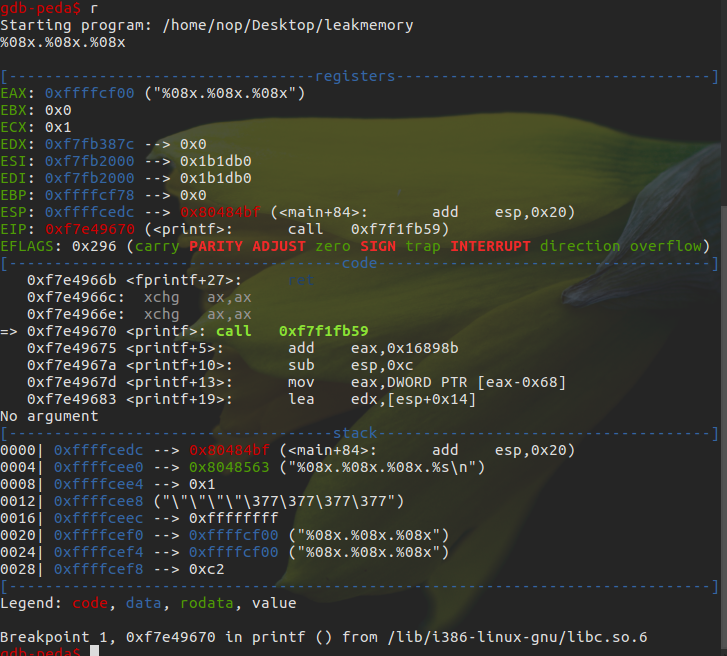 gdb-peda$ r
Starting program: /home/nop/Desktop/leakmemory
%08x.%08x.%08x
[----------------------------------registers-----------------------------------]
EAX: 0xffffcf00 ("%08x.%08x.%08x")
EBX: 0x0
ECX: 0x1
EDX: 0xf7fb387c --> 0x0
ESI: 0xf7fb2000 --> 0x1b1db0
EDI: 0xf7fb2000 --> 0x1b1db0
EBP: 0xffffcf78 --> 0x0
ESP: 0xffffcedc --> 0x80484bf (<main+84>: add esp,0x20)
EIP: 0xf7e49670 (<printf>: call 0xf7f1fb59)
EFLAGS: 0x296 (carry PARITY ADJUST zero SIGN trap INTERRUPT direction overflow)
[-------------------------------------code-------------------------------------]
0xf7e4966b <fprintf+27>: ret
0xf7e4966c: xchg ax,ax
0xf7e4966e: xchg ax,ax
=> 0xf7e49670 <printf>: call 0xf7f1fb59
0xf7e49675 <printf+5>: add eax,0x16898b
0xf7e4967a <printf+10>: sub esp,0xc
0xf7e4967d <printf+13>: mov eax,DWORD PTR [eax-0x68]
0xf7e49683 <printf+19>: lea edx,[esp+0x14]
No argument
[------------------------------------stack-------------------------------------]
0000| 0xffffcedc --> 0x80484bf (<main+84>: add esp,0x20)
0004| 0xffffcee0 --> 0x8048563 ("%08x.%08x.%08x.%s\n")
0008| 0xffffcee4 --> 0x1
0012| 0xffffcee8 ("\"\"\"\"\377\377\377\377")
0016| 0xffffceec --> 0xffffffff
0020| 0xffffcef0 --> 0xffffcf00 ("%08x.%08x.%08x")
0024| 0xffffcef4 --> 0xffffcf00 ("%08x.%08x.%08x")
0028| 0xffffcef8 --> 0xc2
[------------------------------------------------------------------------------]
Legend: code, data, rodata, value
Breakpoint 1, 0xf7e49670 in printf () from /lib/i386-linux-gnu/libc.so.6
gdb-peda$